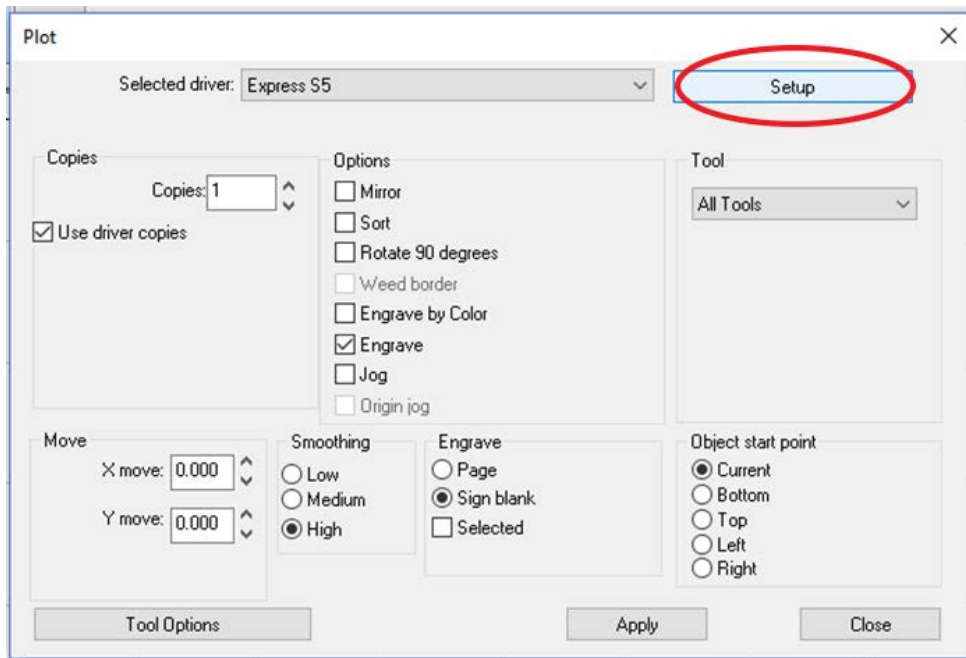 Plot
Selected driver: Express S5 Setup
Copies
Copies: 1
Use driver copies
Options
Mirror
Sort
Rotate 90 degrees
Weed border
Engrave by Color
Engrave
Jog
Origin jog
Tool
All Tools
Move
X move: 0.000
Y move: 0.000
Smoothing
Low
Medium
High
Engrave
Page
Sign blank
Selected
Object start point
Current
Bottom
Top
Left
Right
Tool Options Apply Close